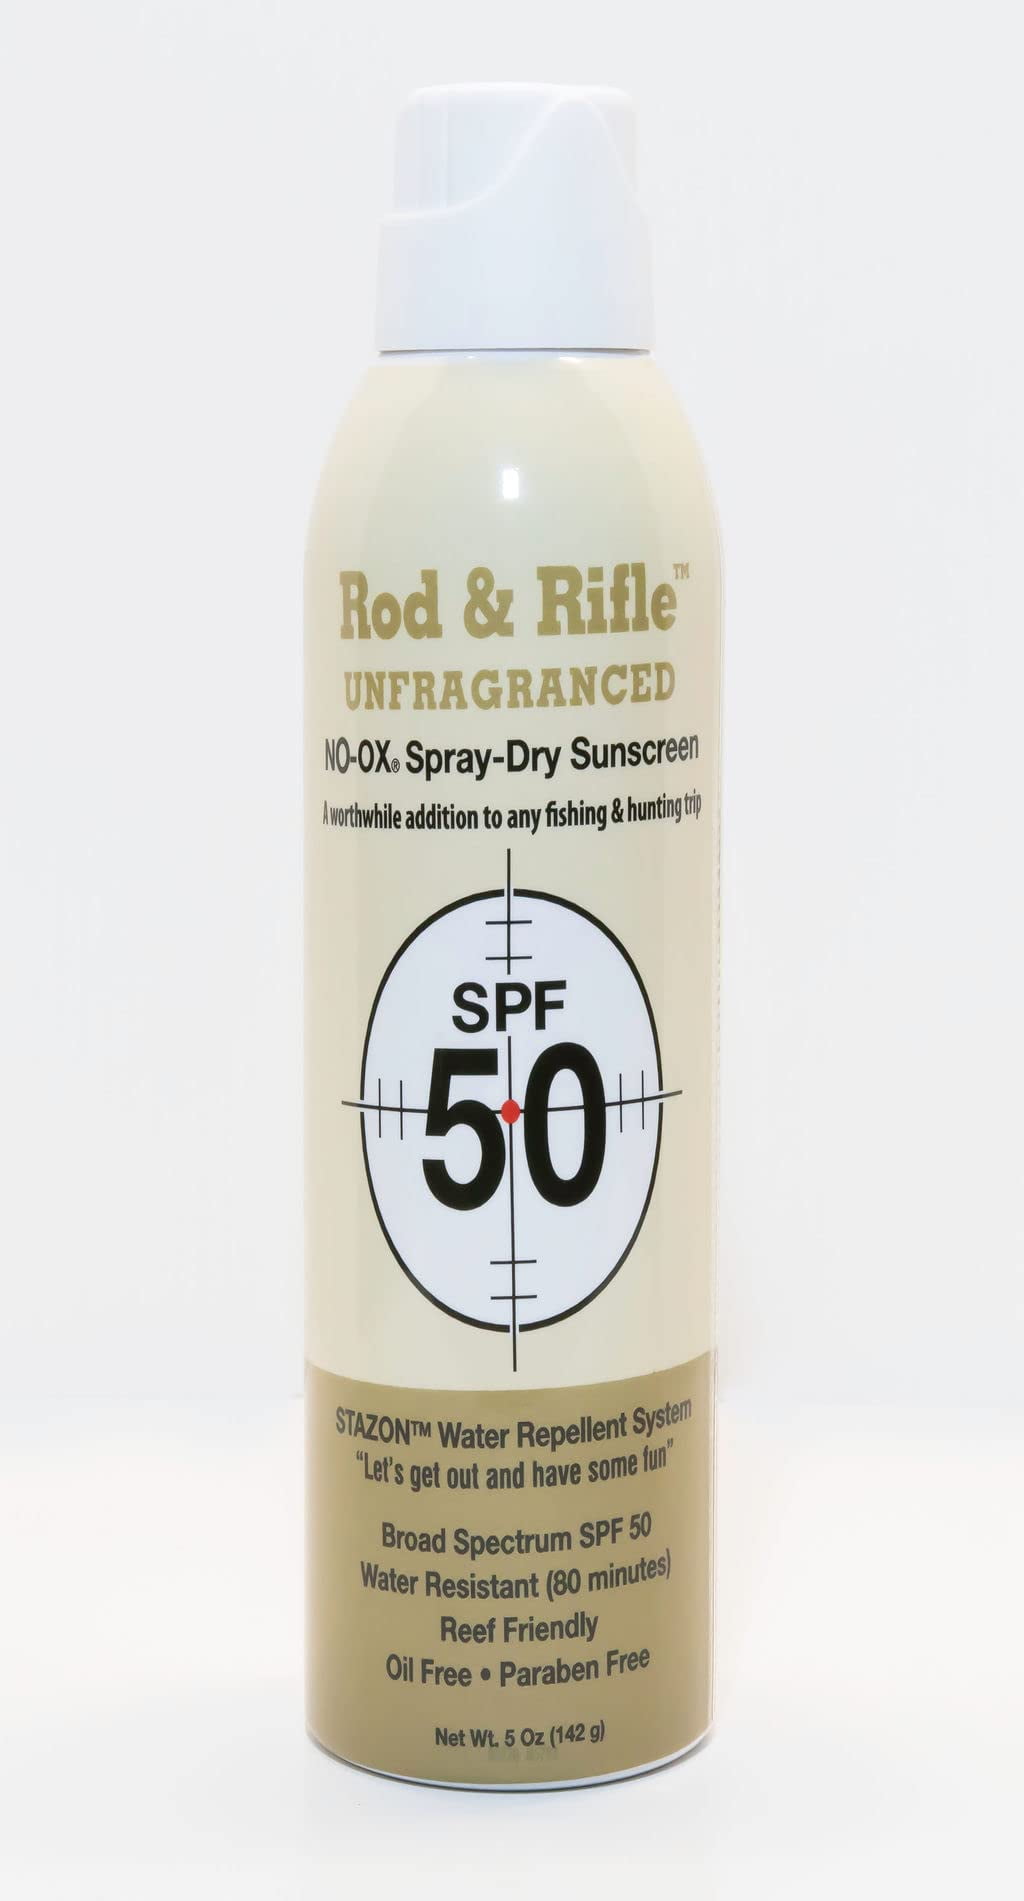 Rod & Rifle™
UNFRAGRANCED
NO-OX® Spray-Dry Sunscreen
A worthwhile addition to any fishing & hunting trip
SPF
50
STAZON™ Water Repellent System
"Let's get out and have some fun"
Broad Spectrum SPF 50
Water Resistant (80 minutes)
Reef Friendly
Oil Free • Paraben Free
Net Wt. 5 Oz (142 g)